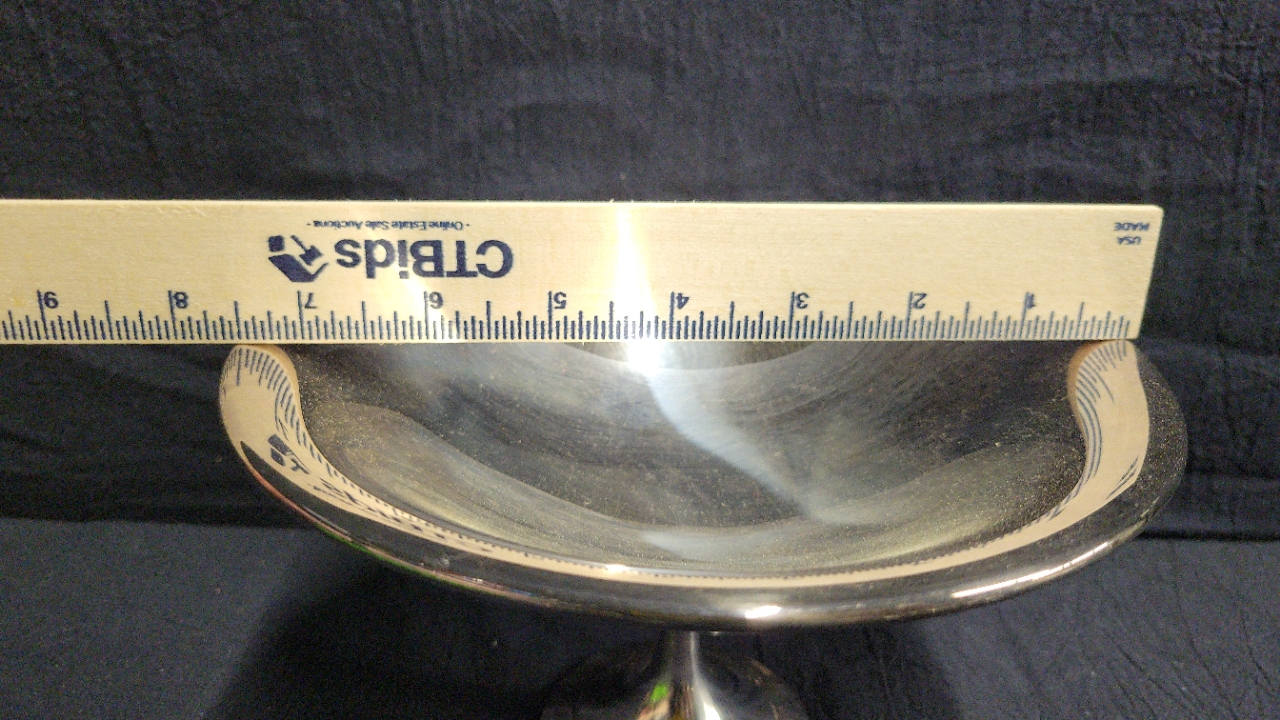 MADE
USA
CTBids
- Online Estate Sale Auctions -
1 2 3 4 5 6 7 8 9